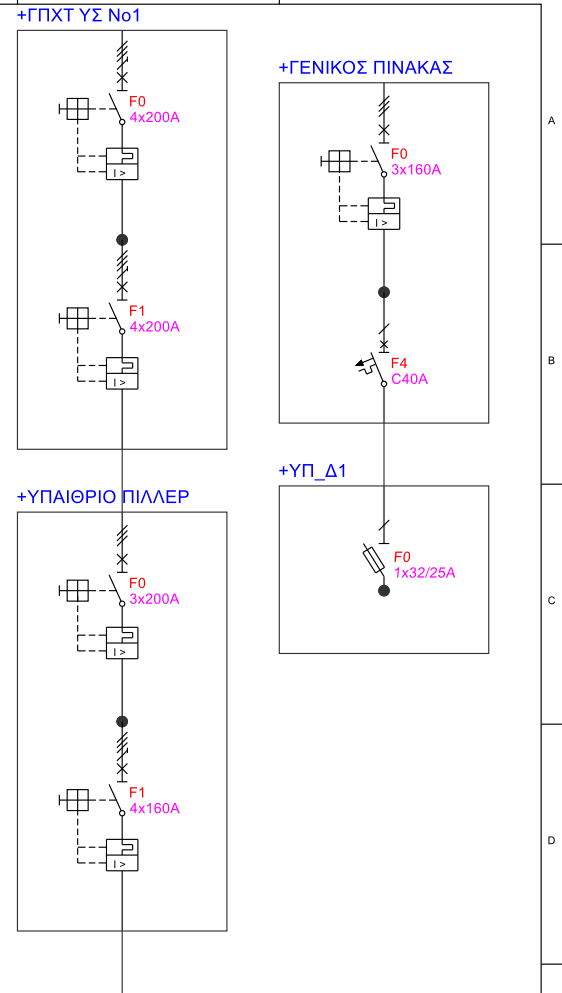 +ΓΠΧΤ ΥΣ Νο1
F0
4x200A
I >
F1
4x200A
I >
+ΥΠΑΙΘΡΙΟ ΠΙΛΛΕΡ
F0
3x200A
I >
F1
4x160A
I >
+ΓΕΝΙΚΟΣ ΠΙΝΑΚΑΣ
F0
3x160A
I >
F4
C40A
+ΥΠ_Δ1
F0
1x32/25A
A
B
C
D